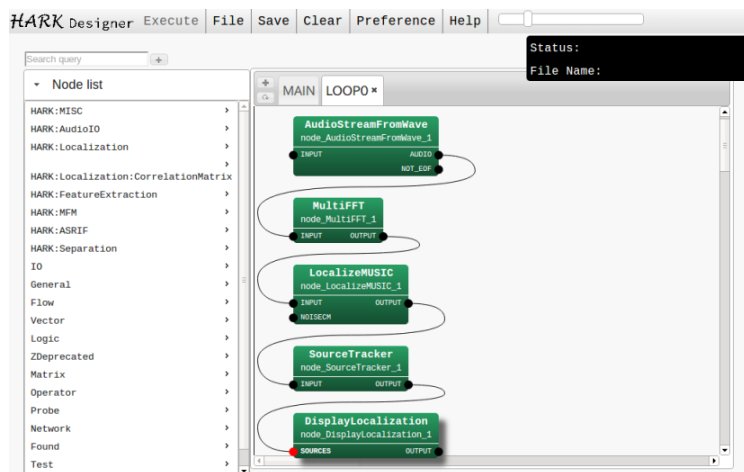 HARK Designer Execute File Save Clear Preference Help
Status:
File Name:
Search query +
Node list
MAIN LOOP0 ×
HARK:MISC
HARK:AudioIO
HARK:Localization
HARK:Localization:CorrelationMatrix
HARK:FeatureExtraction
HARK:MFM
HARK:ASRIF
HARK:Separation
IO
General
Flow
Vector
Logic
ZDeprecated
Matrix
Operator
Probe
Network
Found
Test
AudioStreamFromWave
node_AudioStreamFromWave_1
INPUT AUDIO
NOT_EOF
MultiFFT
node_MultiFFT_1
INPUT OUTPUT
LocalizeMUSIC
node_LocalizeMUSIC_1
INPUT OUTPUT
NOISECM
SourceTracker
node_SourceTracker_1
INPUT OUTPUT
DisplayLocalization
node_DisplayLocalization_1
SOURCES OUTPUT